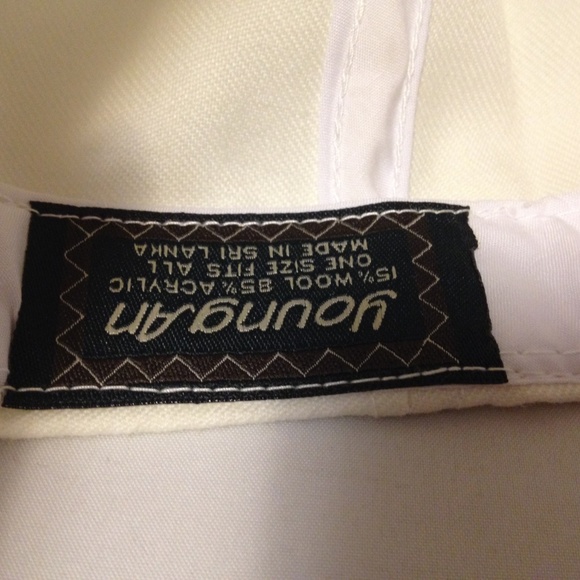 YoungAn
15% WOOL 85% ACRYLIC
ONE SIZE FITS ALL
MADE IN SRI LANKA